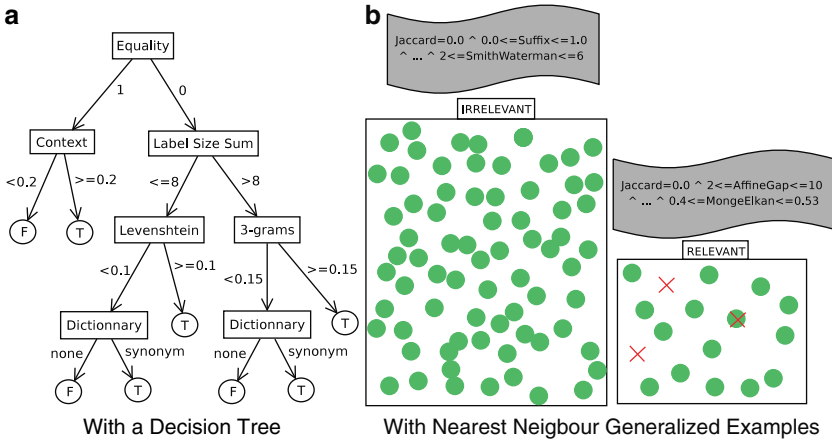 a
Equality
1
0
Context
Label Size Sum
<0.2
>=0.2
<=8
>8
F
T
Levenshtein
3-grams
<0.1
>=0.1
<0.15
>=0.15
Dictionnary
T
Dictionnary
T
none
synonym
none
synonym
F
T
F
T
With a Decision Tree
b
Jaccard=0.0 ^ 0.0<=Suffix<=1.0
^ ... ^ 2<=SmithWaterman<=6
IRRELEVANT
Jaccard=0.0 ^ 2<=AffineGap<=10
^ ... ^ 0.4<=MongeElkan<=0.53
RELEVANT
With Nearest Neigbour Generalized Examples